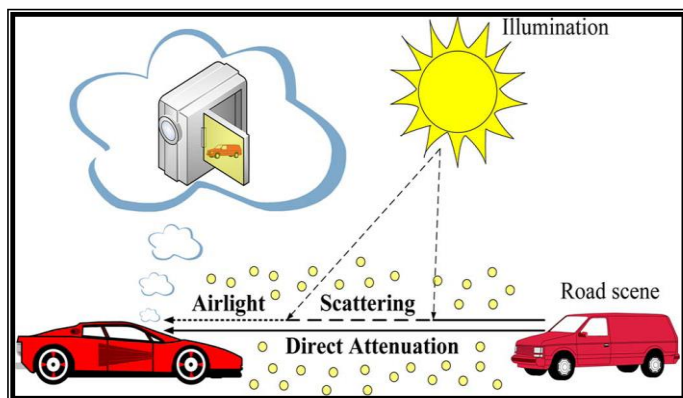 Illumination
Airlight
Scattering
Road scene
Direct Attenuation